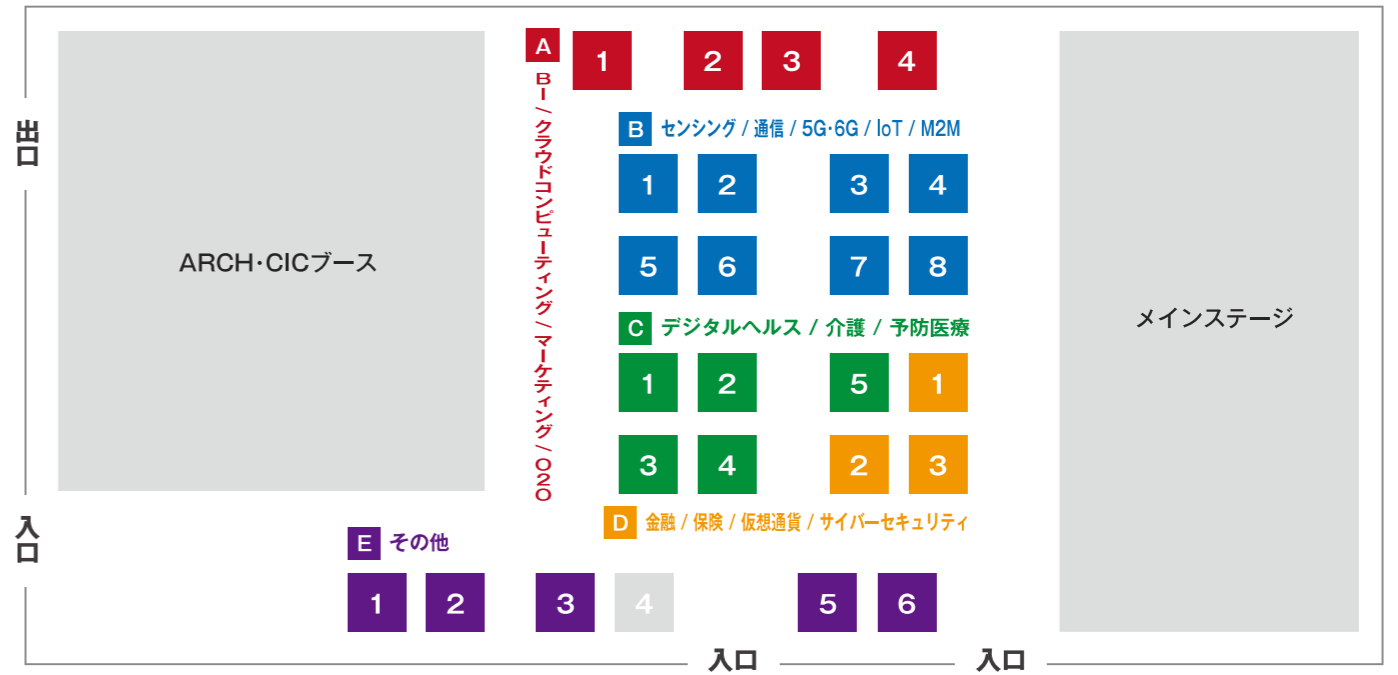 出口
入口
ARCH・CICブース
A
BI / クラウドコンピューティング / マーケティング / O2O
1 2 3 4
B センシング / 通信 / 5G・6G / IoT / M2M
1 2 3 4
5 6 7 8
C デジタルヘルス / 介護 / 予防医療
1 2 5 1
3 4 2 3
D 金融 / 保険 / 仮想通貨 / サイバーセキュリティ
メインステージ
E その他
1 2 3 4 5 6
入口 入口